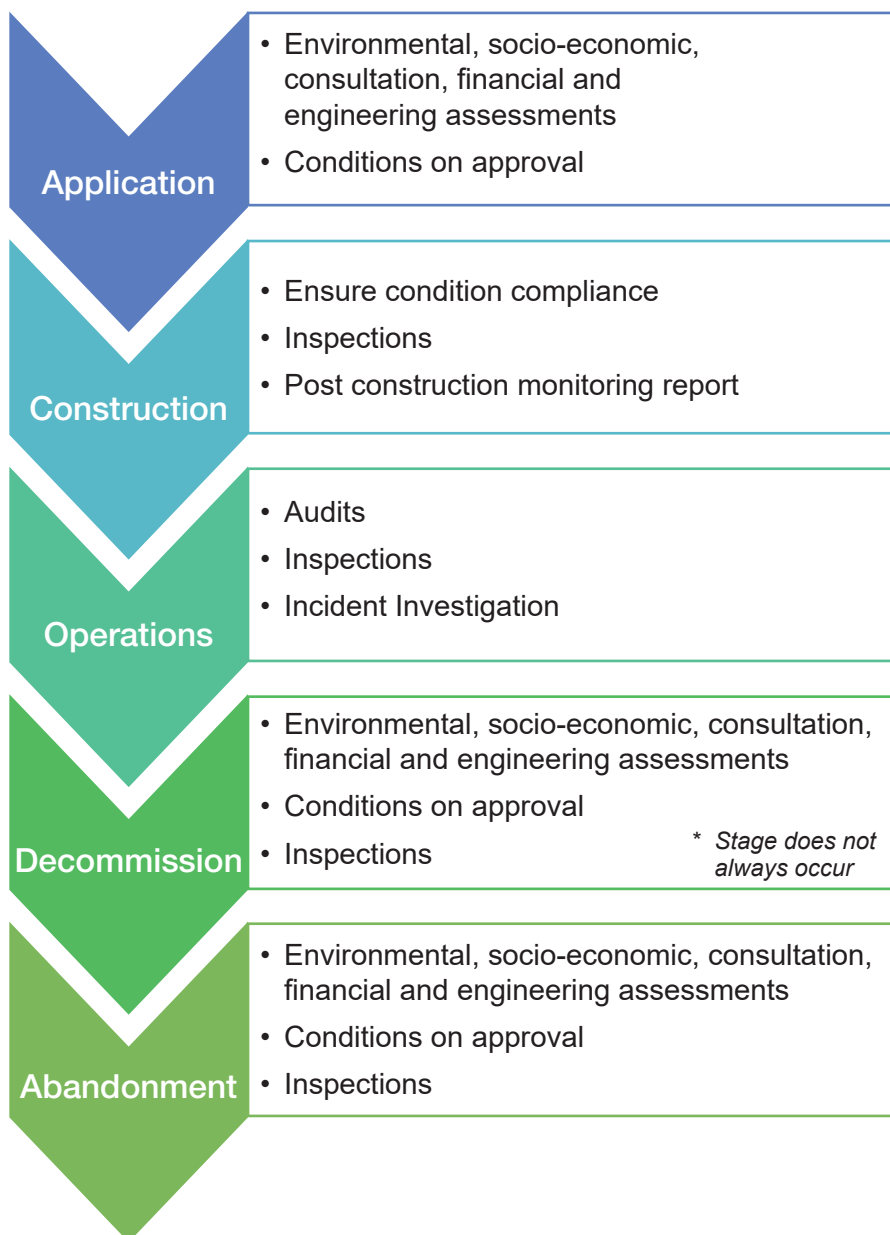 Application
• Environmental, socio-economic,
consultation, financial and
engineering assessments
• Conditions on approval
Construction
• Ensure condition compliance
• Inspections
• Post construction monitoring report
Operations
• Audits
• Inspections
• Incident Investigation
Decommission
• Environmental, socio-economic, consultation,
financial and engineering assessments
• Conditions on approval
• Inspections
* Stage does not
always occur
Abandonment
• Environmental, socio-economic, consultation,
financial and engineering assessments
• Conditions on approval
• Inspections